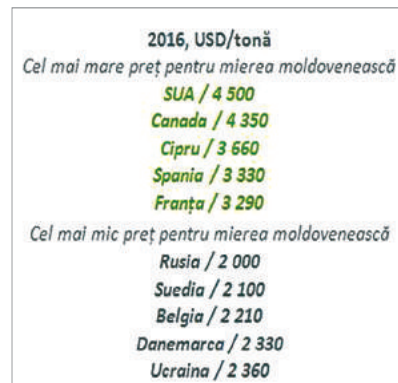 2016, USD/tonă
Cel mai mare preț pentru mierea moldovenească
SUA / 4 500
Canada / 4 350
Cipru / 3 660
Spania / 3 330
Franța / 3 290
Cel mai mic preț pentru mierea moldovenească
Rusia / 2 000
Suedia / 2 100
Belgia / 2 210
Danemarca / 2 330
Ucraina / 2 360